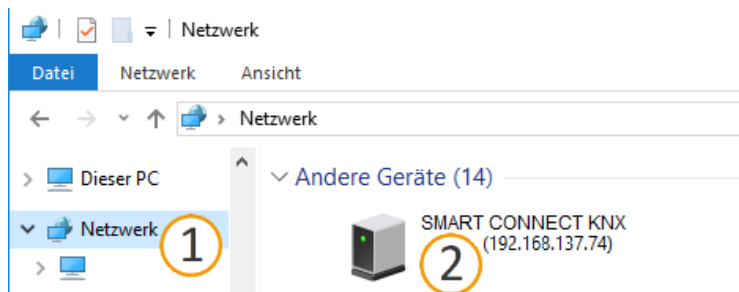 Netzwerk
Datei Netzwerk Ansicht
Netzwerk
Dieser PC
Andere Geräte (14)
Netzwerk
1
SMART CONNECT KNX
(192.168.137.74)
2